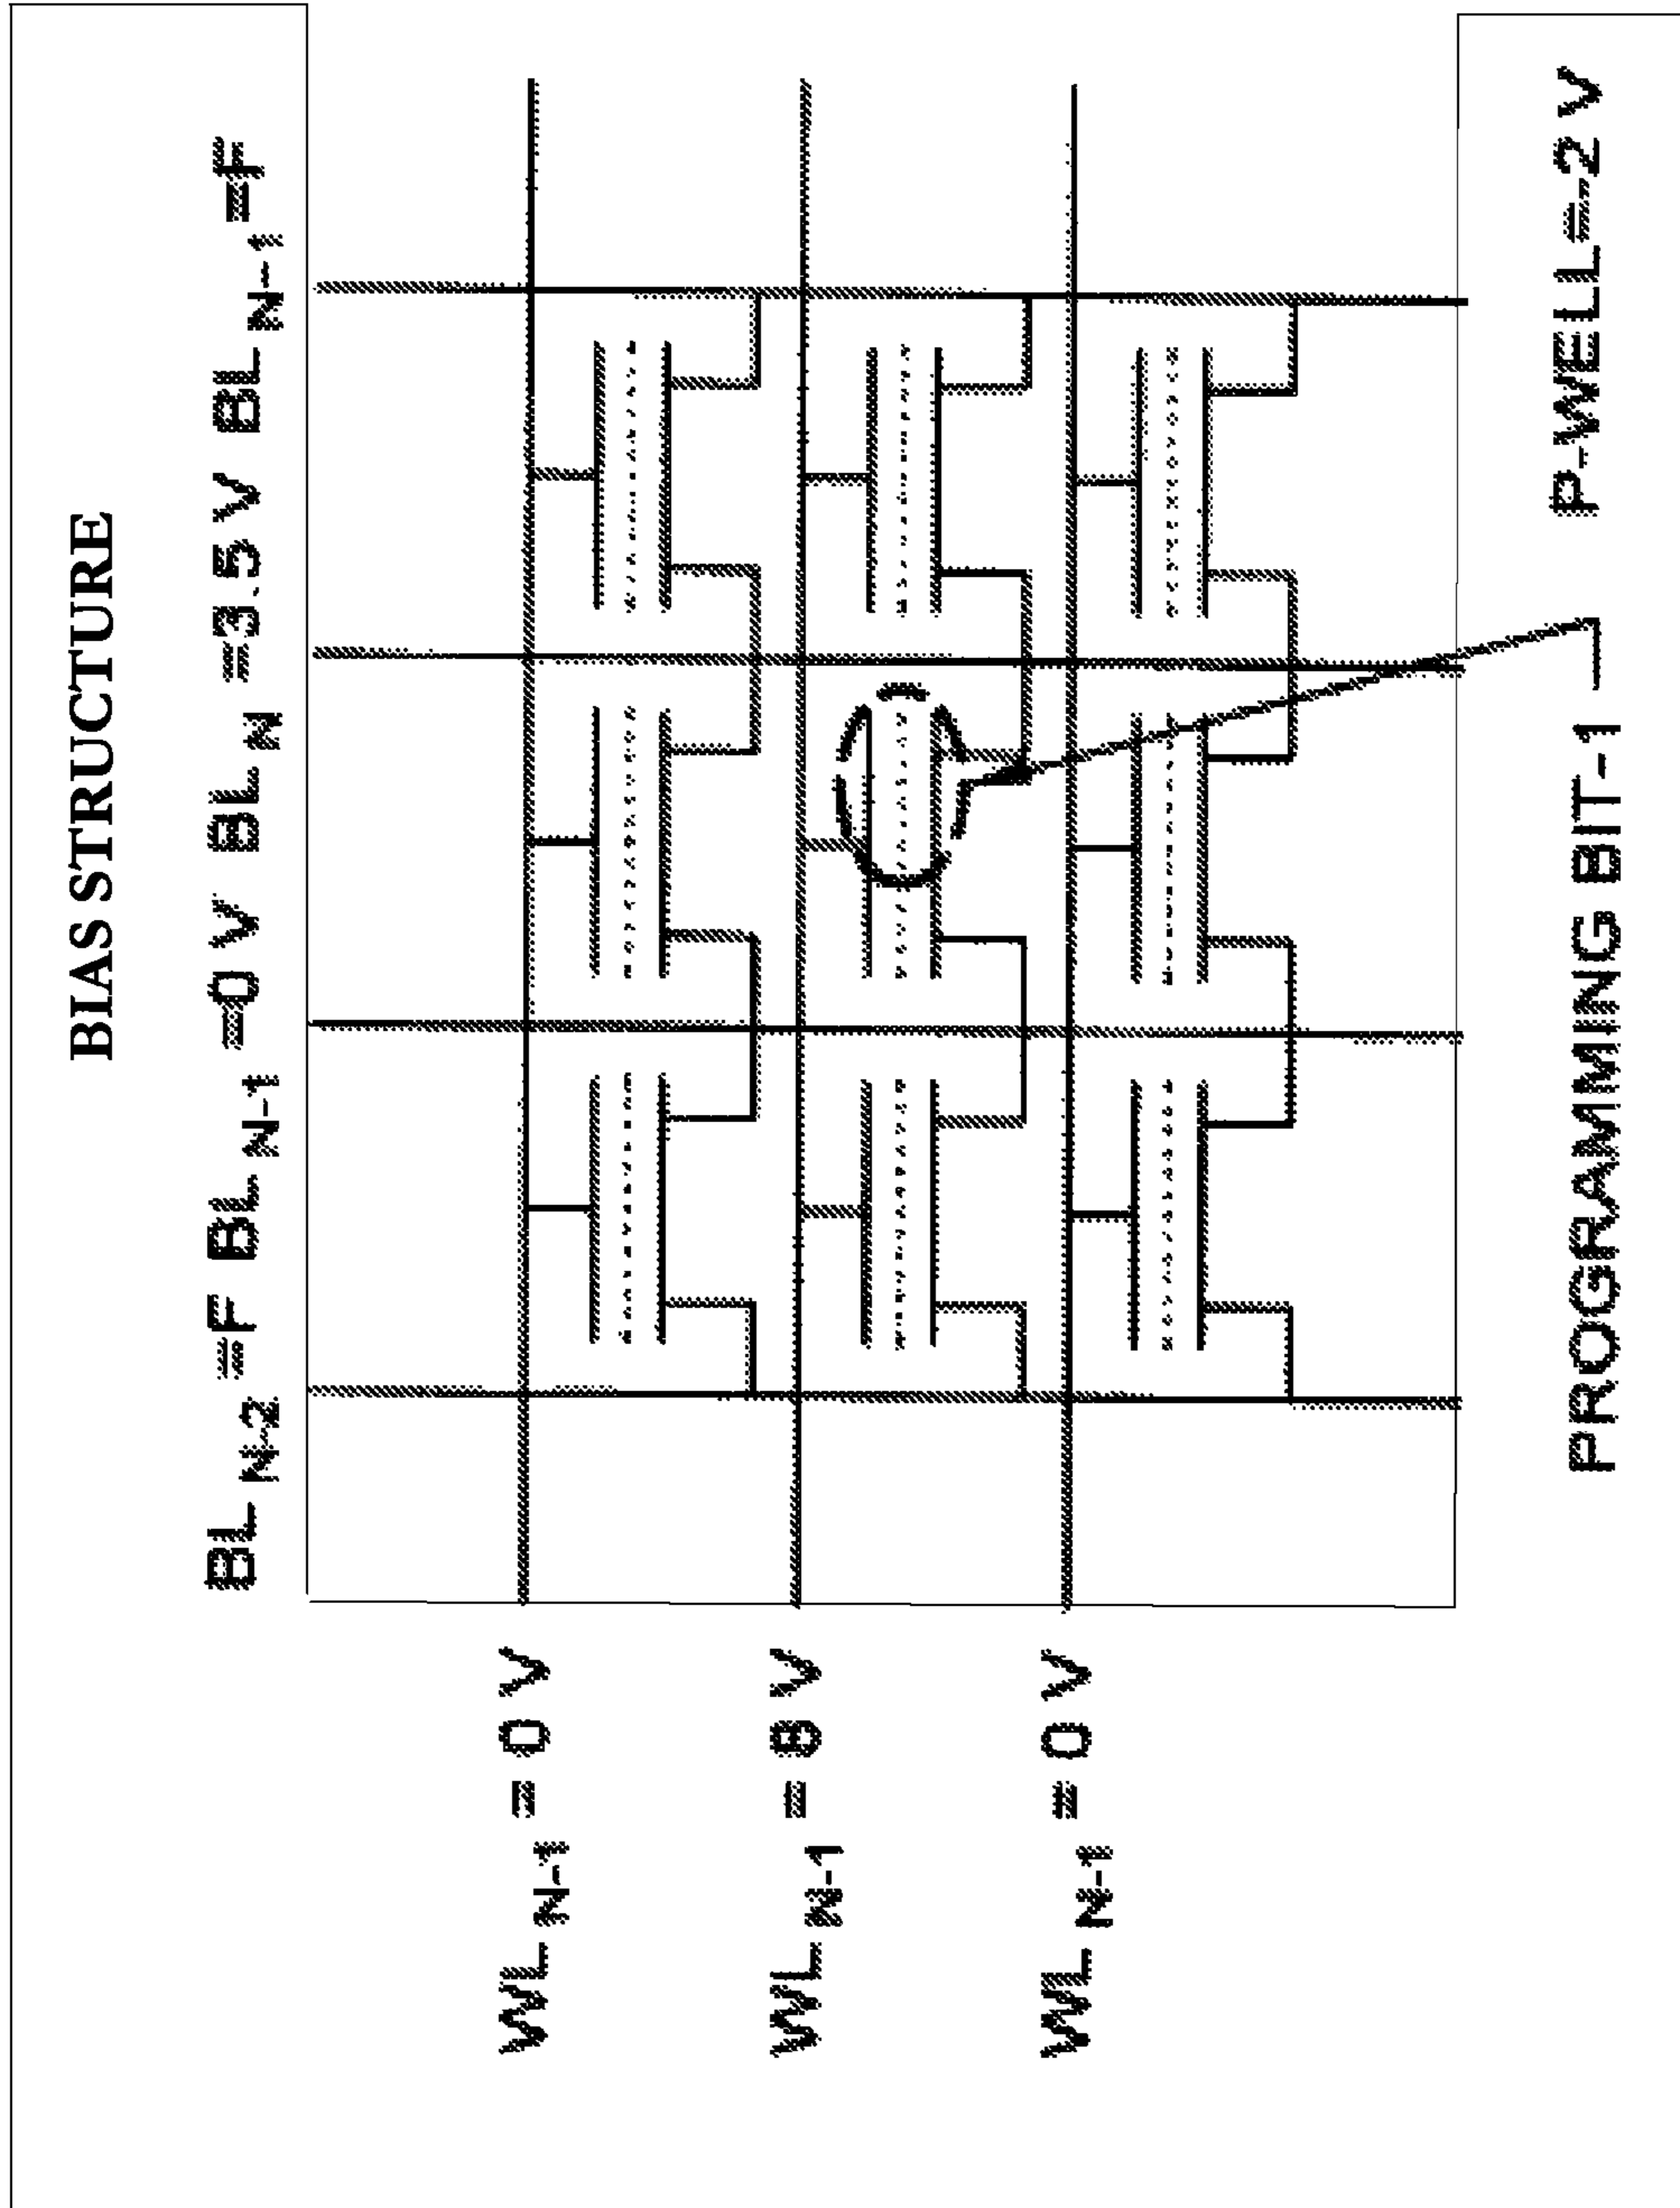 BIAS STRUCTURE
BL N-2 =F BL N-1 =0 V BL N =3.5 V BL N-1 =F
WL N-1 = 0 V
WL N-1 = 8 V
WL N-1 = 0 V
PROGRAMMING BIT-1
P-WELL=-2 V